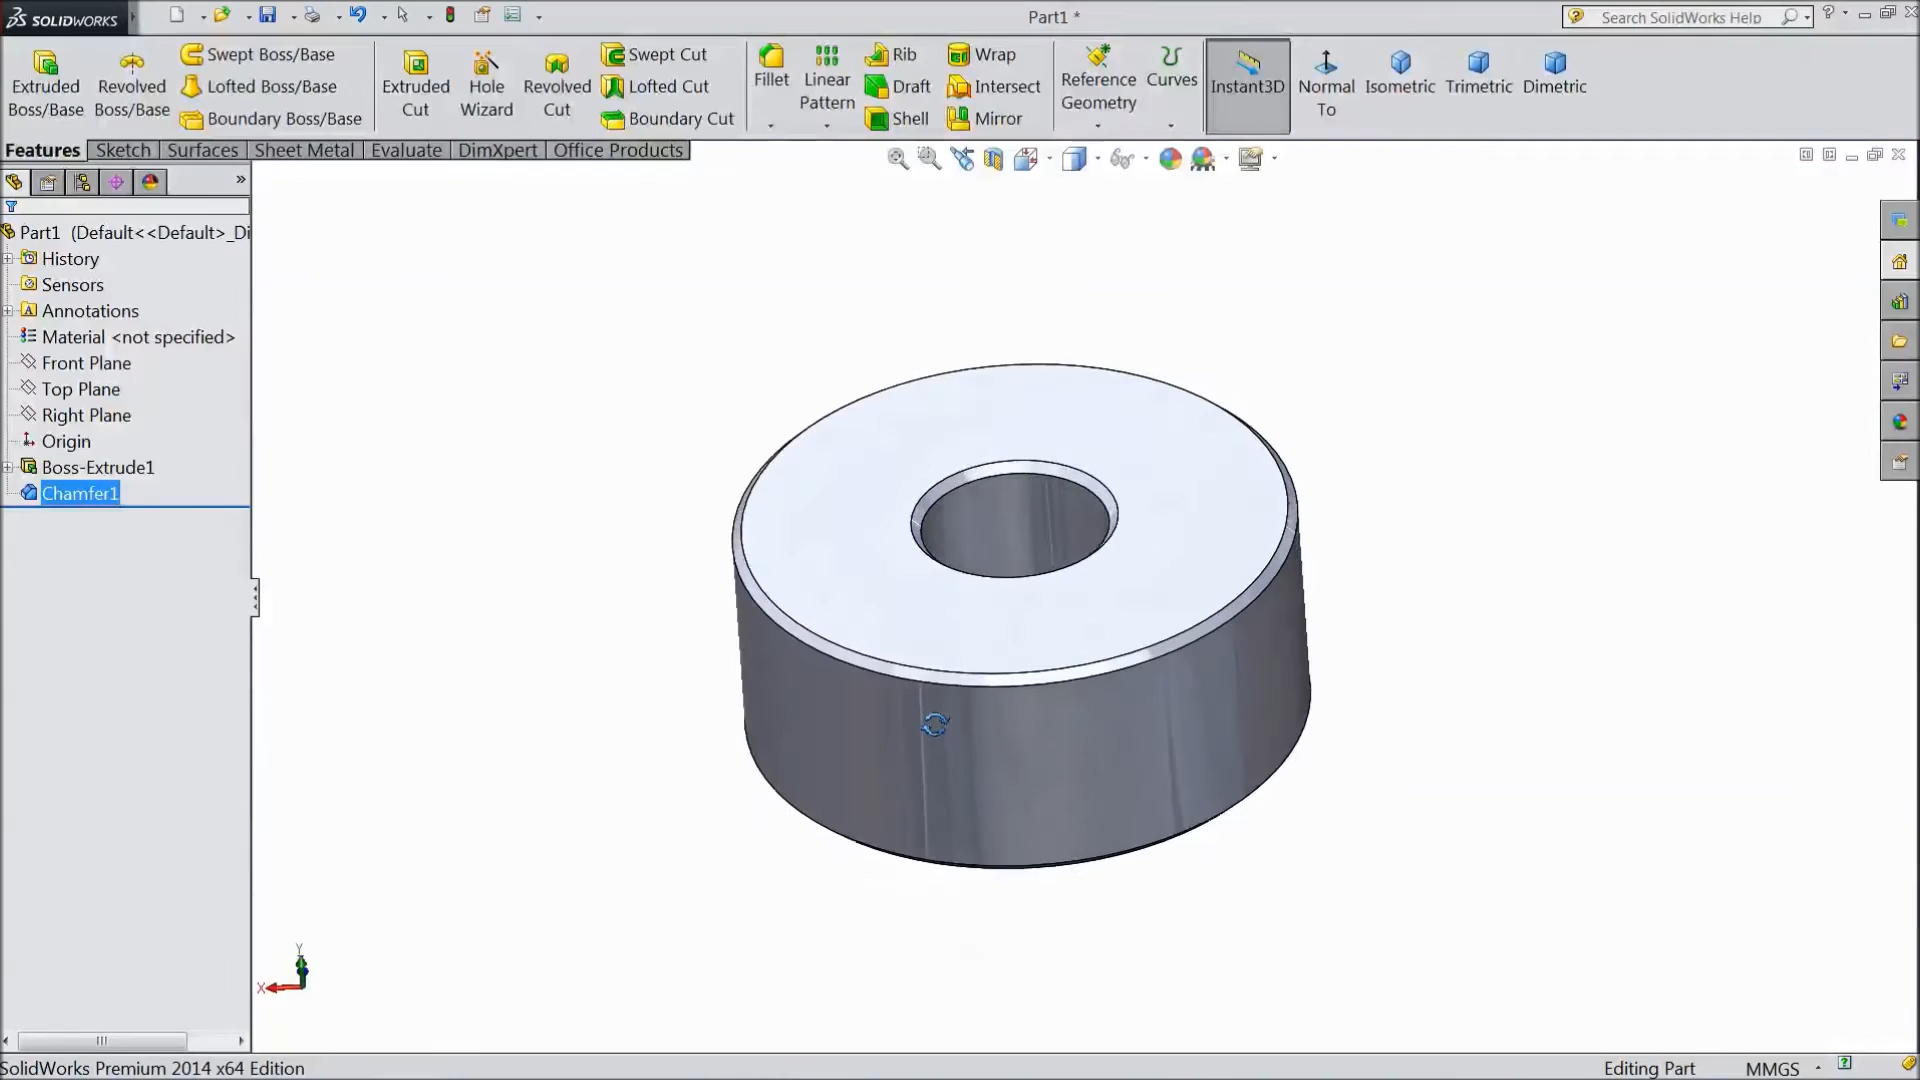 SOLIDWORKS
Part1 *
Search SolidWorks Help
Extruded Boss/Base
Revolved Boss/Base
Swept Boss/Base
Lofted Boss/Base
Boundary Boss/Base
Extruded Cut
Hole Wizard
Revolved Cut
Swept Cut
Lofted Cut
Boundary Cut
Fillet
Linear Pattern
Rib
Draft
Shell
Wrap
Intersect
Mirror
Reference Geometry
Curves
Instant3D
Normal To
Isometric
Trimetric
Dimetric
Features
Sketch
Surfaces
Sheet Metal
Evaluate
DimXpert
Office Products
Part1 (Default<<Default>_Di
History
Sensors
Annotations
Material <not specified>
Front Plane
Top Plane
Right Plane
Origin
Boss-Extrude1
Chamfer1
Y
X
SolidWorks Premium 2014 x64 Edition
Editing Part
MMGS